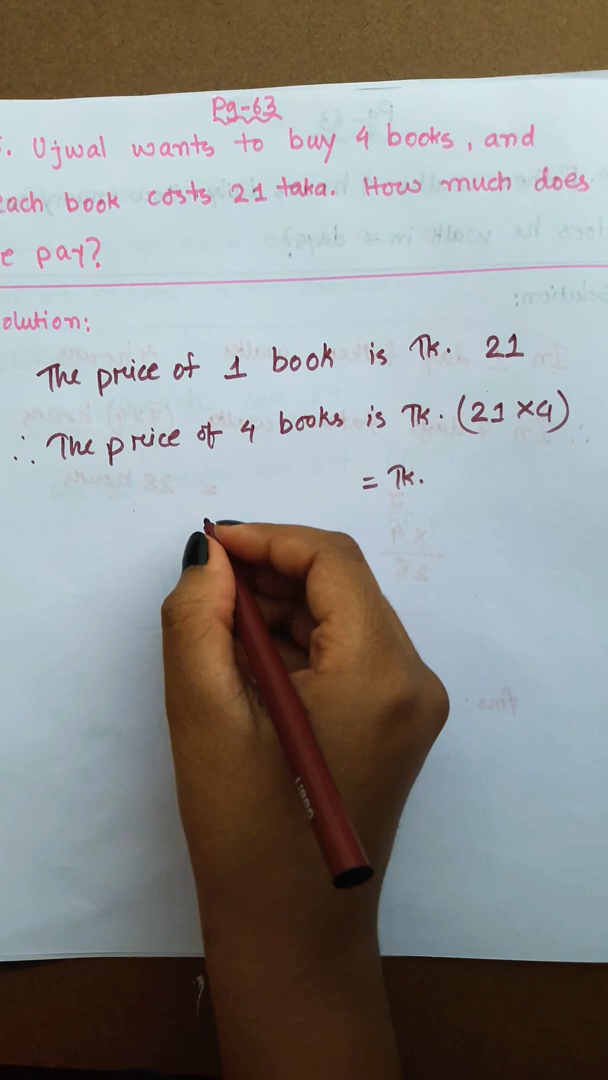 Pg-63
. Ujwal wants to buy 4 books, and
each book costs 21 taka. How much does
e pay?
olution:
The price of 1 book is Tk. 21
∴ The price of 4 books is Tk. (21×4)
= Tk.